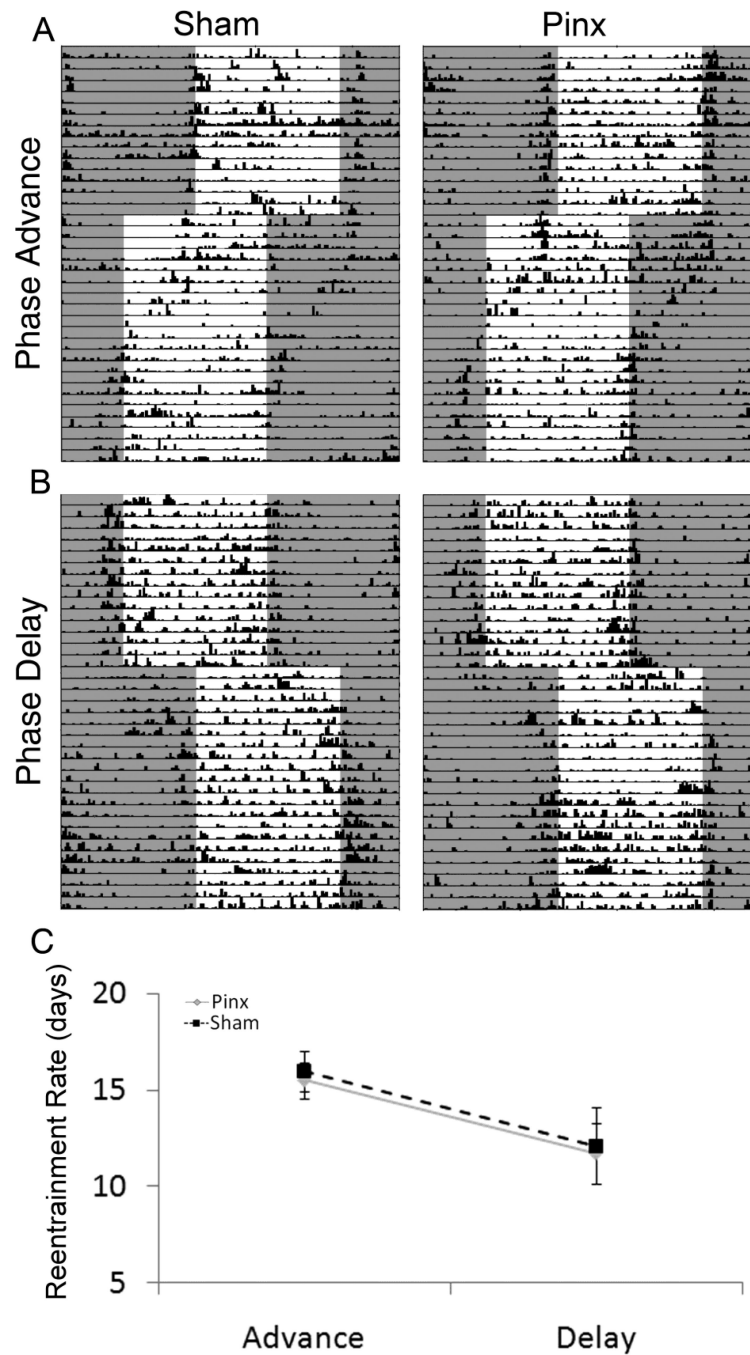 A
Sham
Pinx
Phase Advance
B
Phase Delay
C
Reentrainment Rate (days)
20
15
10
5
Pinx
Sham
Advance
Delay